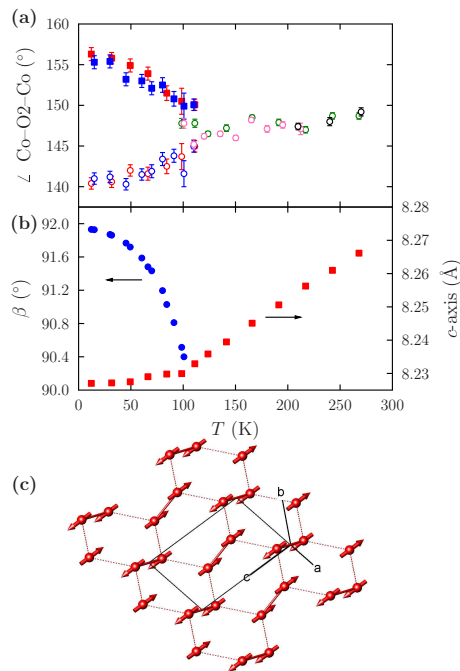 (a)
∠ Co–O2–Co (°)
160
155
150
145
140
(b)
β (°)
92.0
91.6
91.2
90.8
90.4
90.0
8.28
8.27
8.26
8.25
8.24
8.23
c-axis (Å)
0 50 100 150 200 250 300
T (K)
(c)
b
a
c